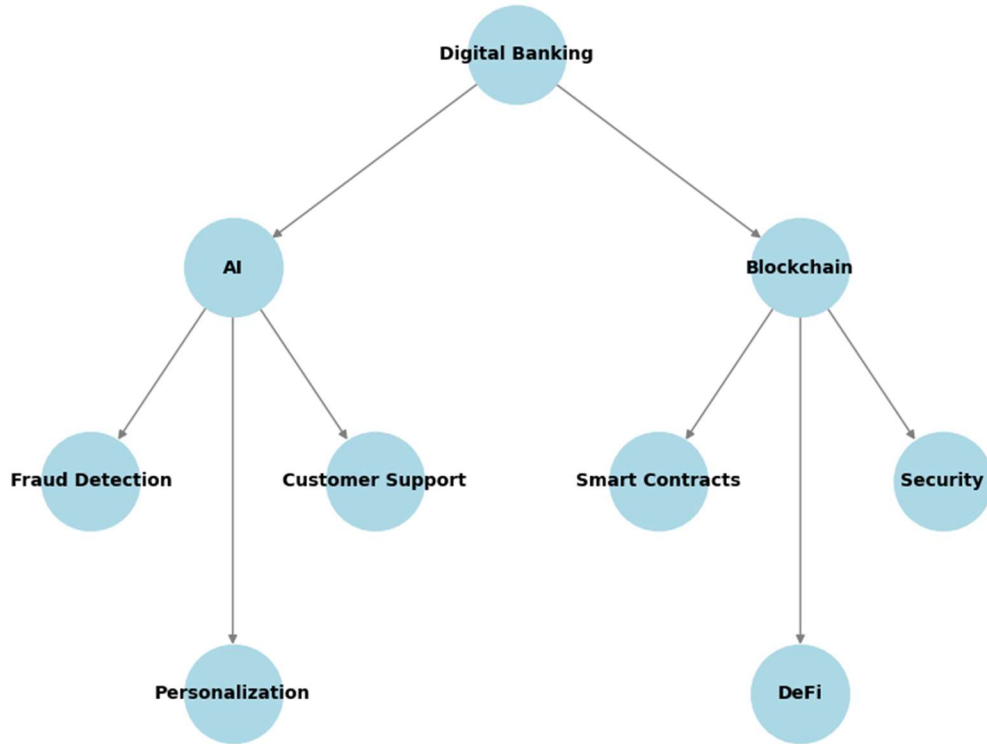 Digital Banking
AI
Blockchain
Fraud Detection
Customer Support
Smart Contracts
Security
Personalization
DeFi